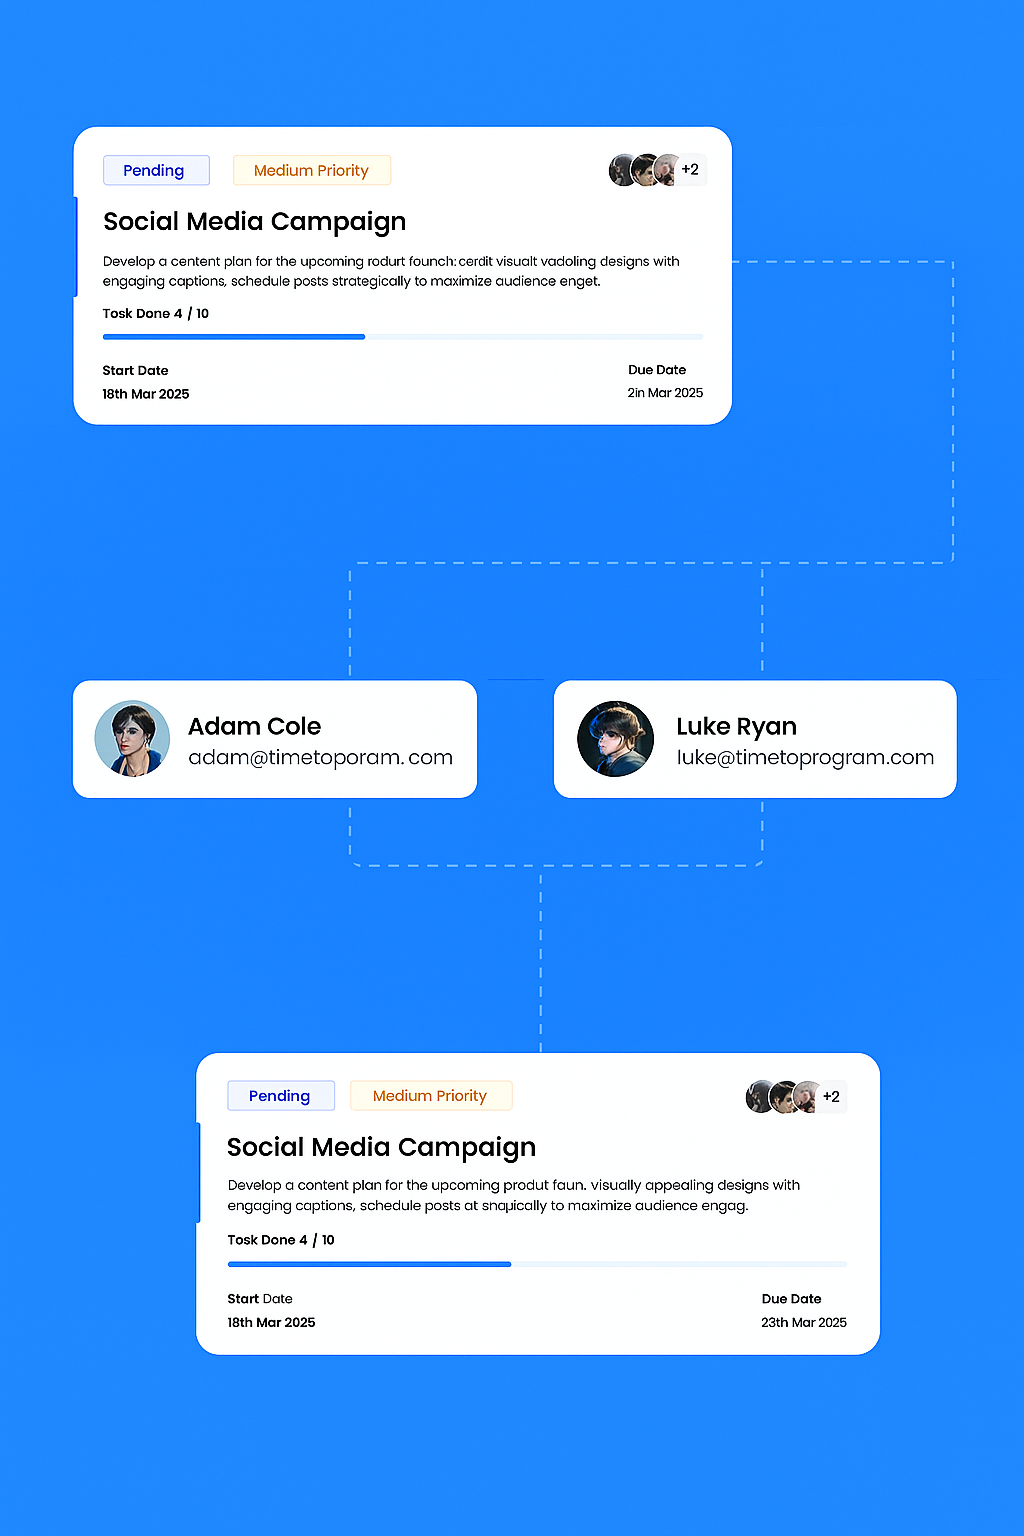 Pending Medium Priority +2
Social Media Campaign
Develop a centent plan for the upcoming rodurt founch: cerdit visualt vadoling designs with
engaging captions, schedule posts strategically to maximize audience enget.
Tosk Done 4 / 10
Start Date Due Date
18th Mar 2025 2in Mar 2025
Adam Cole Luke Ryan
adam@timetoporam. com luke@timetoprogram.com
Pending Medium Priority +2
Social Media Campaign
Develop a content plan for the upcoming produt faun. visually appealing designs with
engaging captions, schedule posts at snqpically to maximize audience engag.
Tosk Done 4 / 10
Start Date Due Date
18th Mar 2025 23th Mar 2025